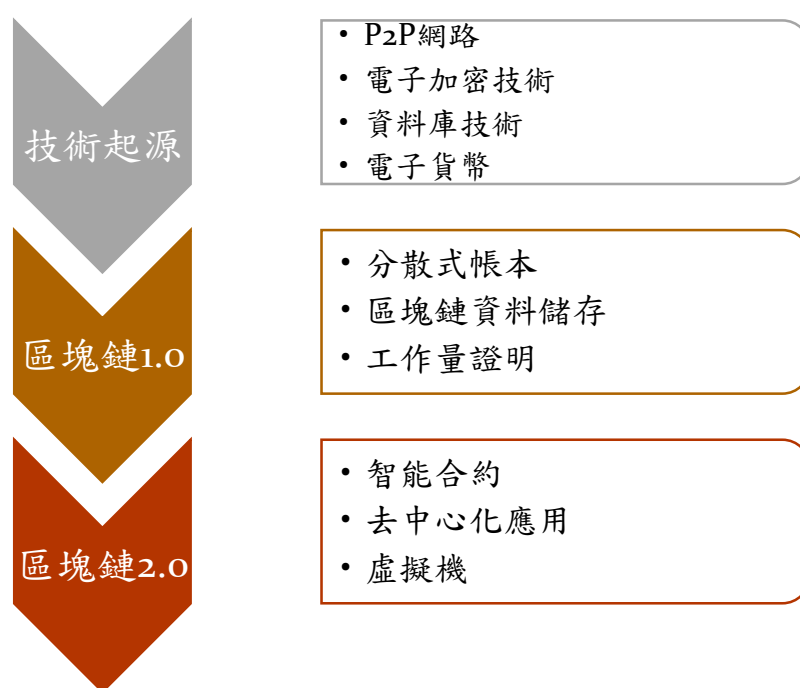 技術起源
• P2P網路
• 電子加密技術
• 資料庫技術
• 電子貨幣
區塊鏈1.0
• 分散式帳本
• 區塊鏈資料儲存
• 工作量證明
區塊鏈2.0
• 智能合約
• 去中心化應用
• 虛擬機